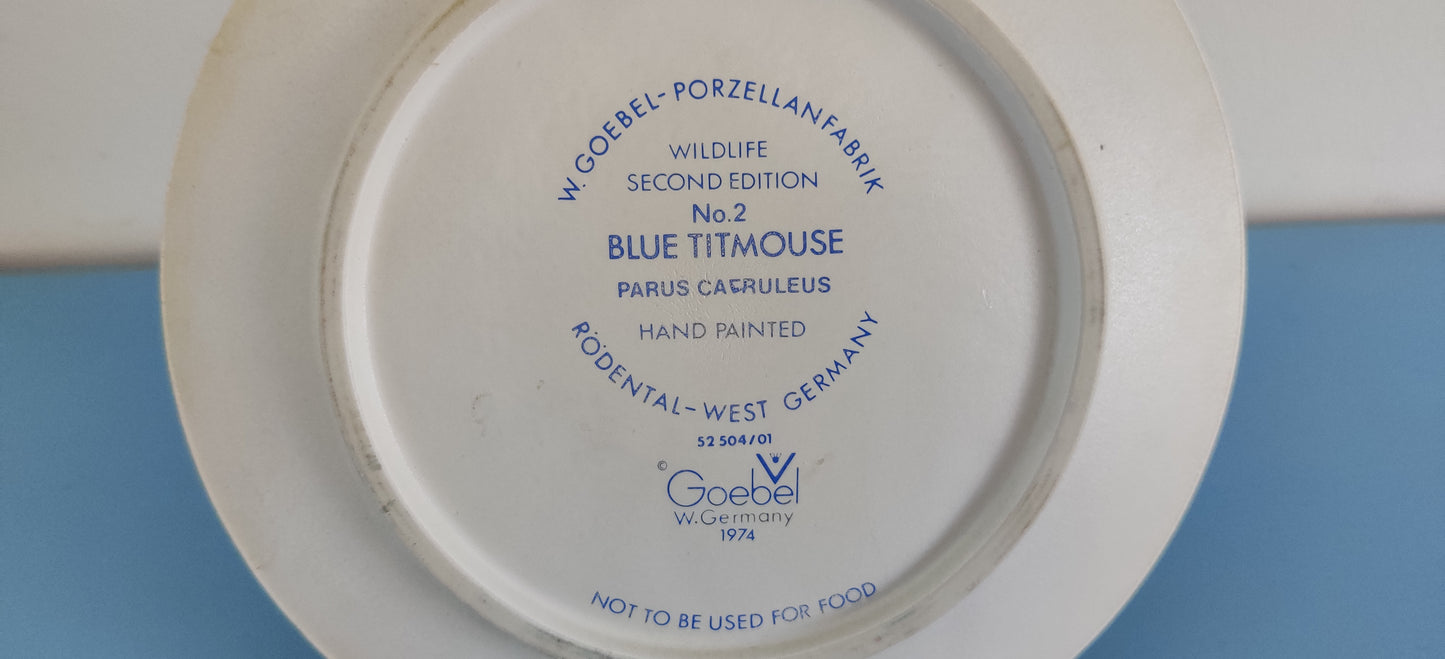 W. GOEBEL-PORZELLANFABRIK
WILDLIFE
SECOND EDITION
No.2
BLUE TITMOUSE
PARUS CAERULEUS
HAND PAINTED
RÖDENTAL-WEST GERMANY
52 504/01
© Goebel
W.Germany
1974
NOT TO BE USED FOR FOOD